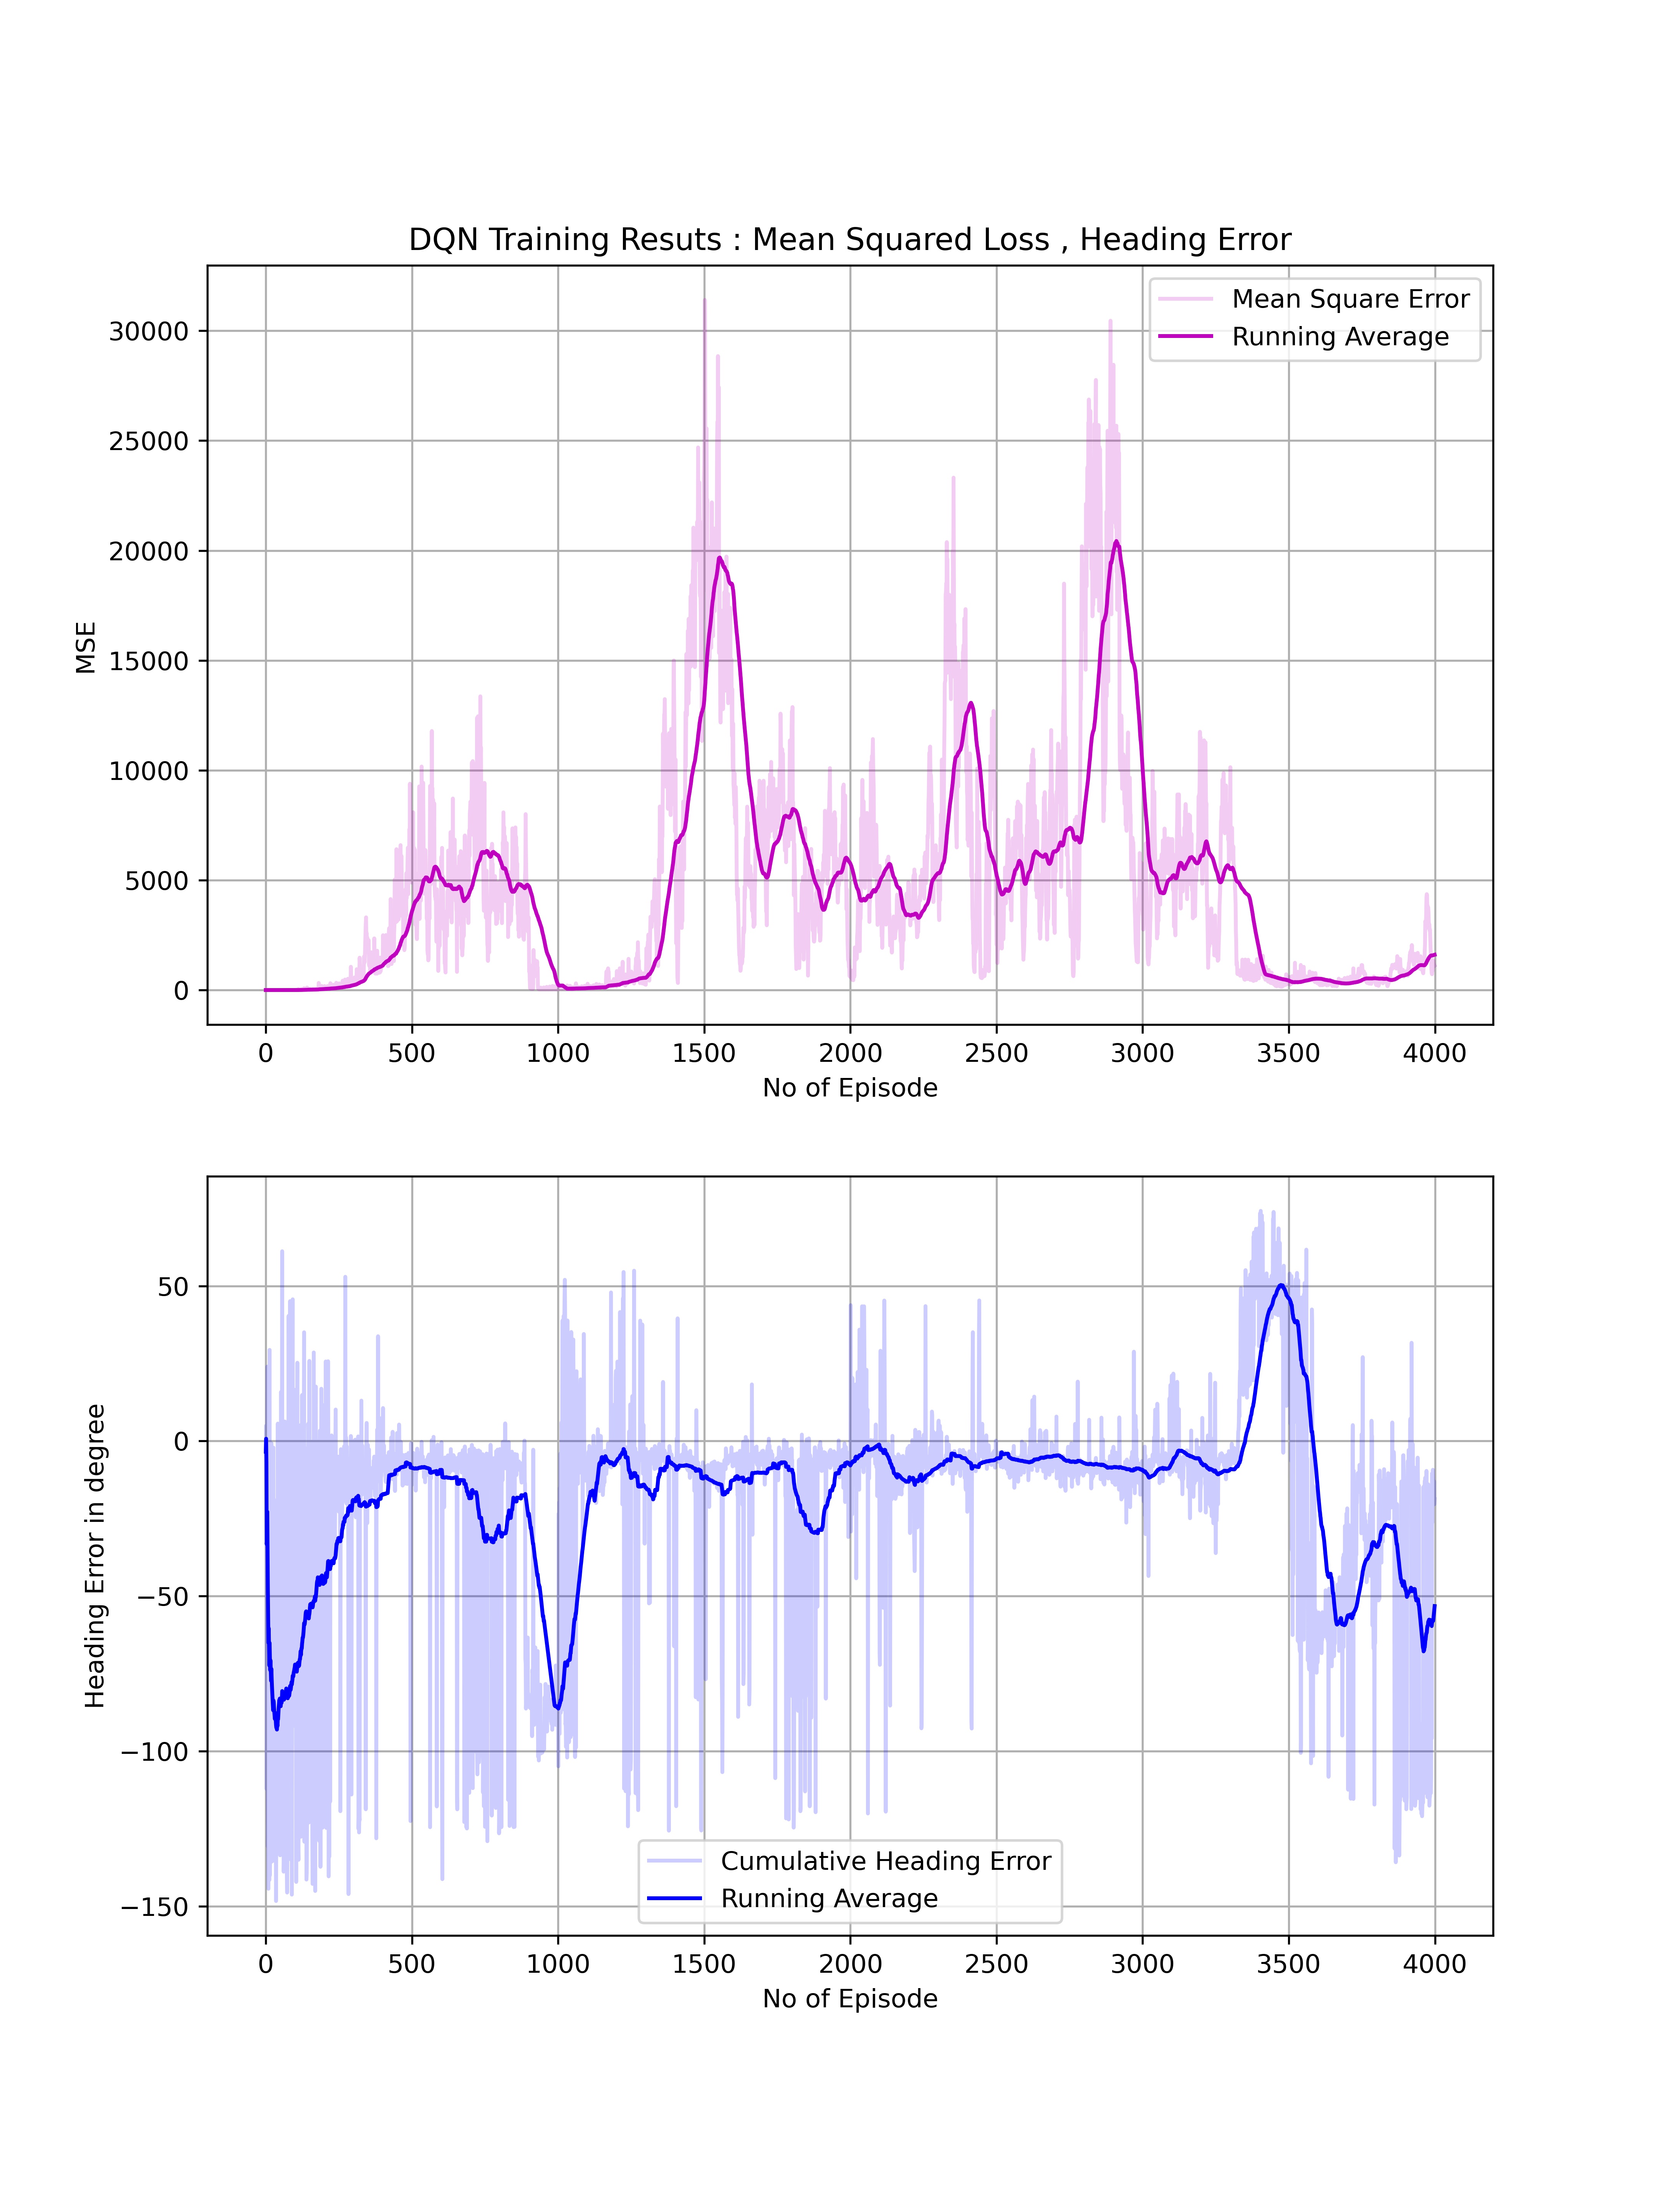 DQN Training Resuts : Mean Squared Loss , Heading Error
Mean Square Error
Running Average
30000
25000
20000
15000
10000
5000
0
MSE
0 500 1000 1500 2000 2500 3000 3500 4000
No of Episode
50
0
−50
−100
−150
Heading Error in degree
Cumulative Heading Error
Running Average
0 500 1000 1500 2000 2500 3000 3500 4000
No of Episode